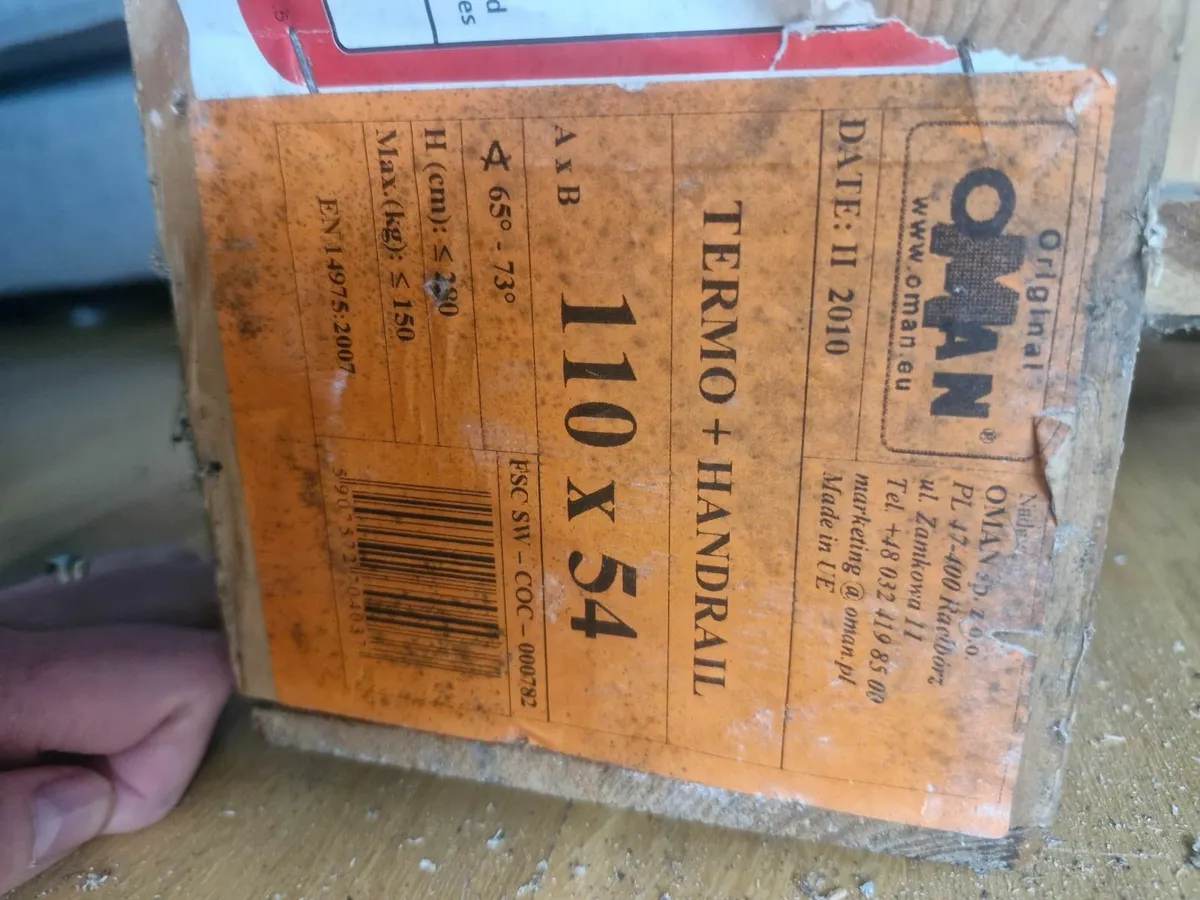 d
es
Original
OMAN®
www.oman.eu
OMAN sp. z o.o.
PL 47-400 Racibórz
ul. Zamkowa 11
Tel. +48 032 419 85 00
marketing @ oman.pl
Made in UE
DATE: II 2010
TERMO + HANDRAIL
A x B
110 x 54
∢ 65° - 73°
H (cm): ≤ 280
Max.(kg): ≤ 150
EN 14975:2007
FSC SW – COC – 000782